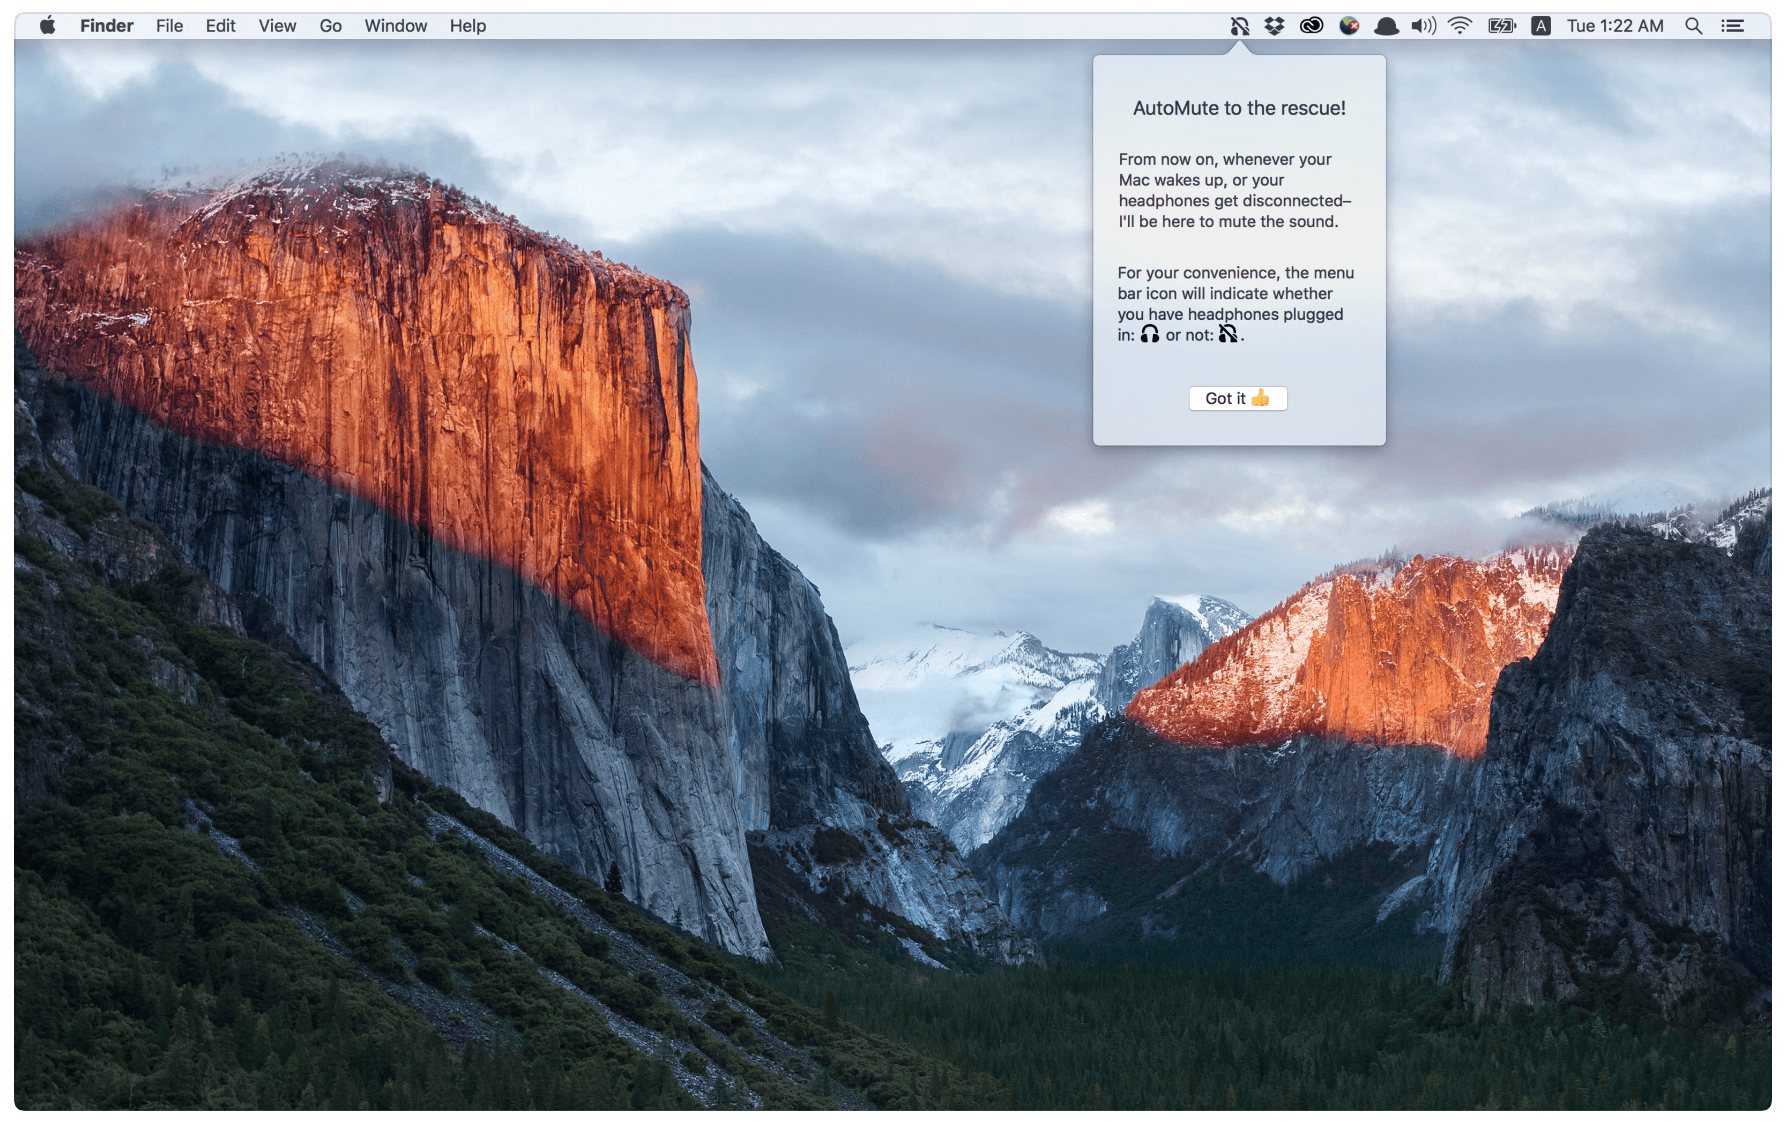 Finder File Edit View Go Window Help A Tue 1:22 AM
AutoMute to the rescue!
From now on, whenever your
Mac wakes up, or your
headphones get disconnected–
I'll be here to mute the sound.
For your convenience, the menu
bar icon will indicate whether
you have headphones plugged
in: 🎧 or not: .
Got it 👍